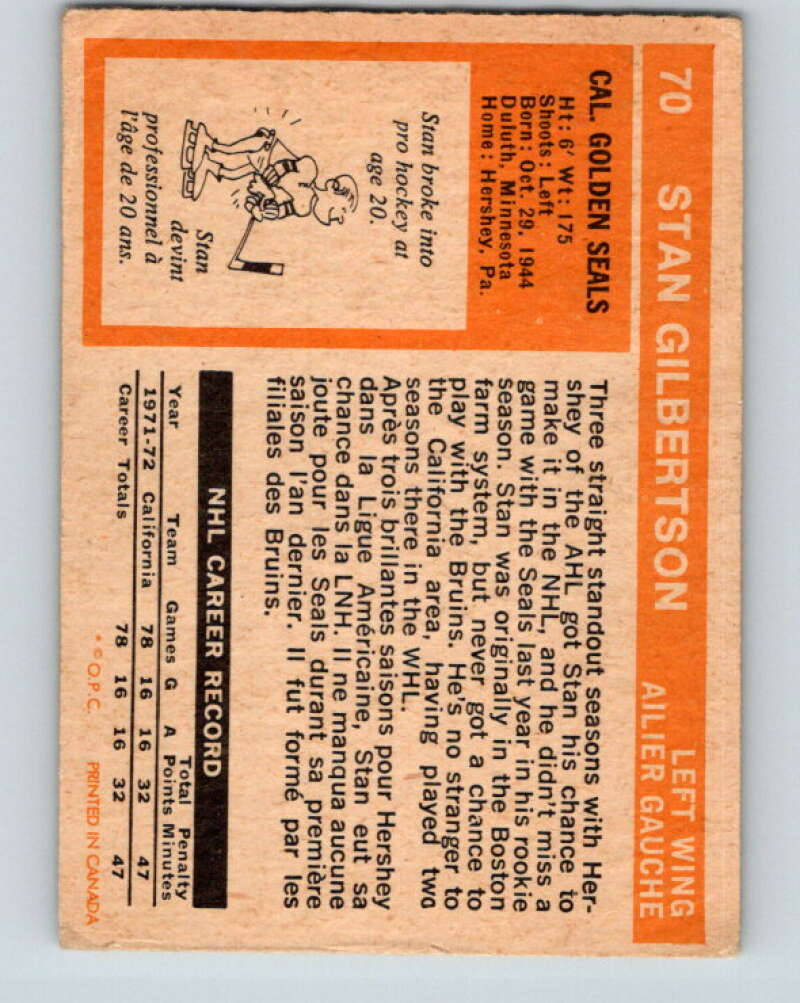 70 STAN GILBERTSON
LEFT WING
AILIER GAUCHE
CAL. GOLDEN SEALS
Ht: 6' Wt: 175
Shoots: Left
Born: Oct. 29, 1944
Duluth, Minnesota
Home: Hershey, Pa.
Stan broke into
pro hockey at
age 20.
Stan
devint
professionnel à
l'âge de 20 ans.
Three straight standout seasons with Her-
shey of the AHL got Stan his chance to
make it in the NHL, and he didn't miss a
game with the Seals last year in his rookie
season. Stan was originally in the Boston
farm system, but never got a chance to
play with the Bruins. He's no stranger to
the California area, having played two
seasons there in the WHL.
Après trois brillantes saisons pour Hershey
dans la Ligue Américaine, Stan eut sa
chance dans la LNH. Il ne manqua aucune
joute pour les Seals durant sa première
saison l'an dernier. Il fut formé par les
filiales des Bruins.
NHL CAREER RECORD
Total Penalty
Year Team Games G A Points Minutes
1971-72 California 78 16 16 32 47
Career Totals 78 16 16 32 47
* © O.P.C. PRINTED IN CANADA